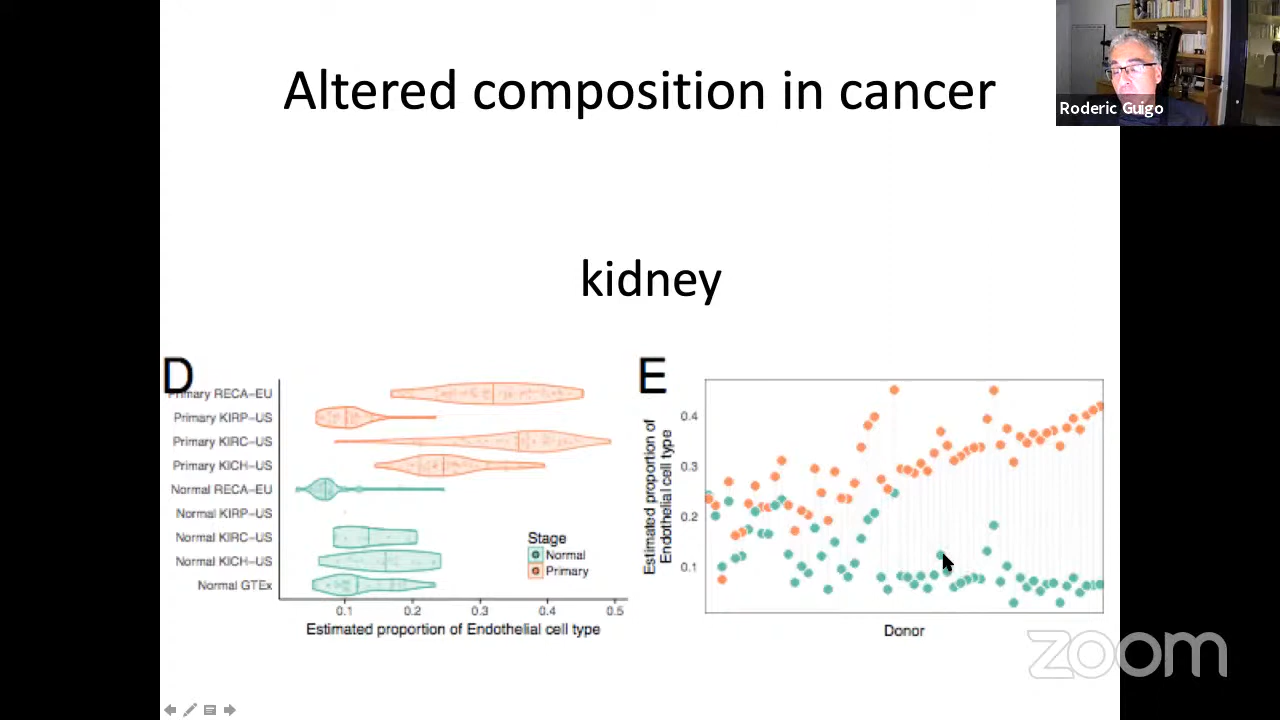 Altered composition in cancer
Roderic Guigo
kidney
D
Primary RECA-EU
Primary KIRP-US
Primary KIRC-US
Primary KICH-US
Normal RECA-EU
Normal KIRP-US
Normal KIRC-US
Normal KICH-US
Normal GTEx
Stage
Normal
Primary
0.1 0.2 0.3 0.4 0.5
Estimated proportion of Endothelial cell type
E
Estimated proportion of
Endothelial cell type
0.4
0.3
0.2
0.1
Donor
zoom